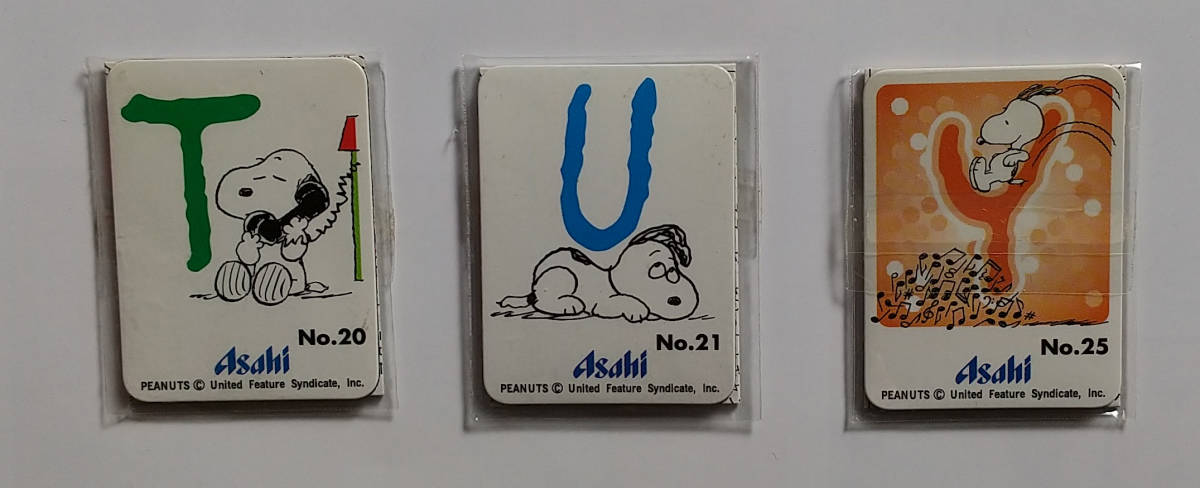 T
No.20
Asahi
PEANUTS © United Feature Syndicate, Inc.
U
No.21
Asahi
PEANUTS © United Feature Syndicate, Inc.
Y
No.25
Asahi
PEANUTS © United Feature Syndicate, Inc.